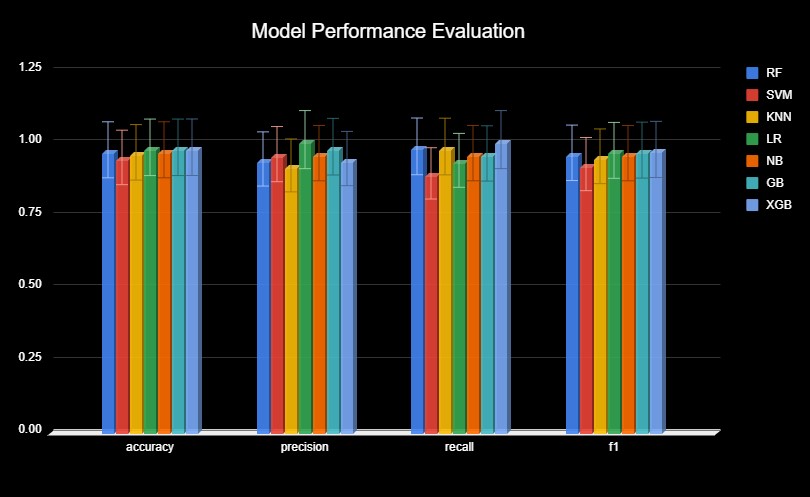 Model Performance Evaluation
1.25
1.00
0.75
0.50
0.25
0.00
accuracy precision recall f1
RF
SVM
KNN
LR
NB
GB
XGB